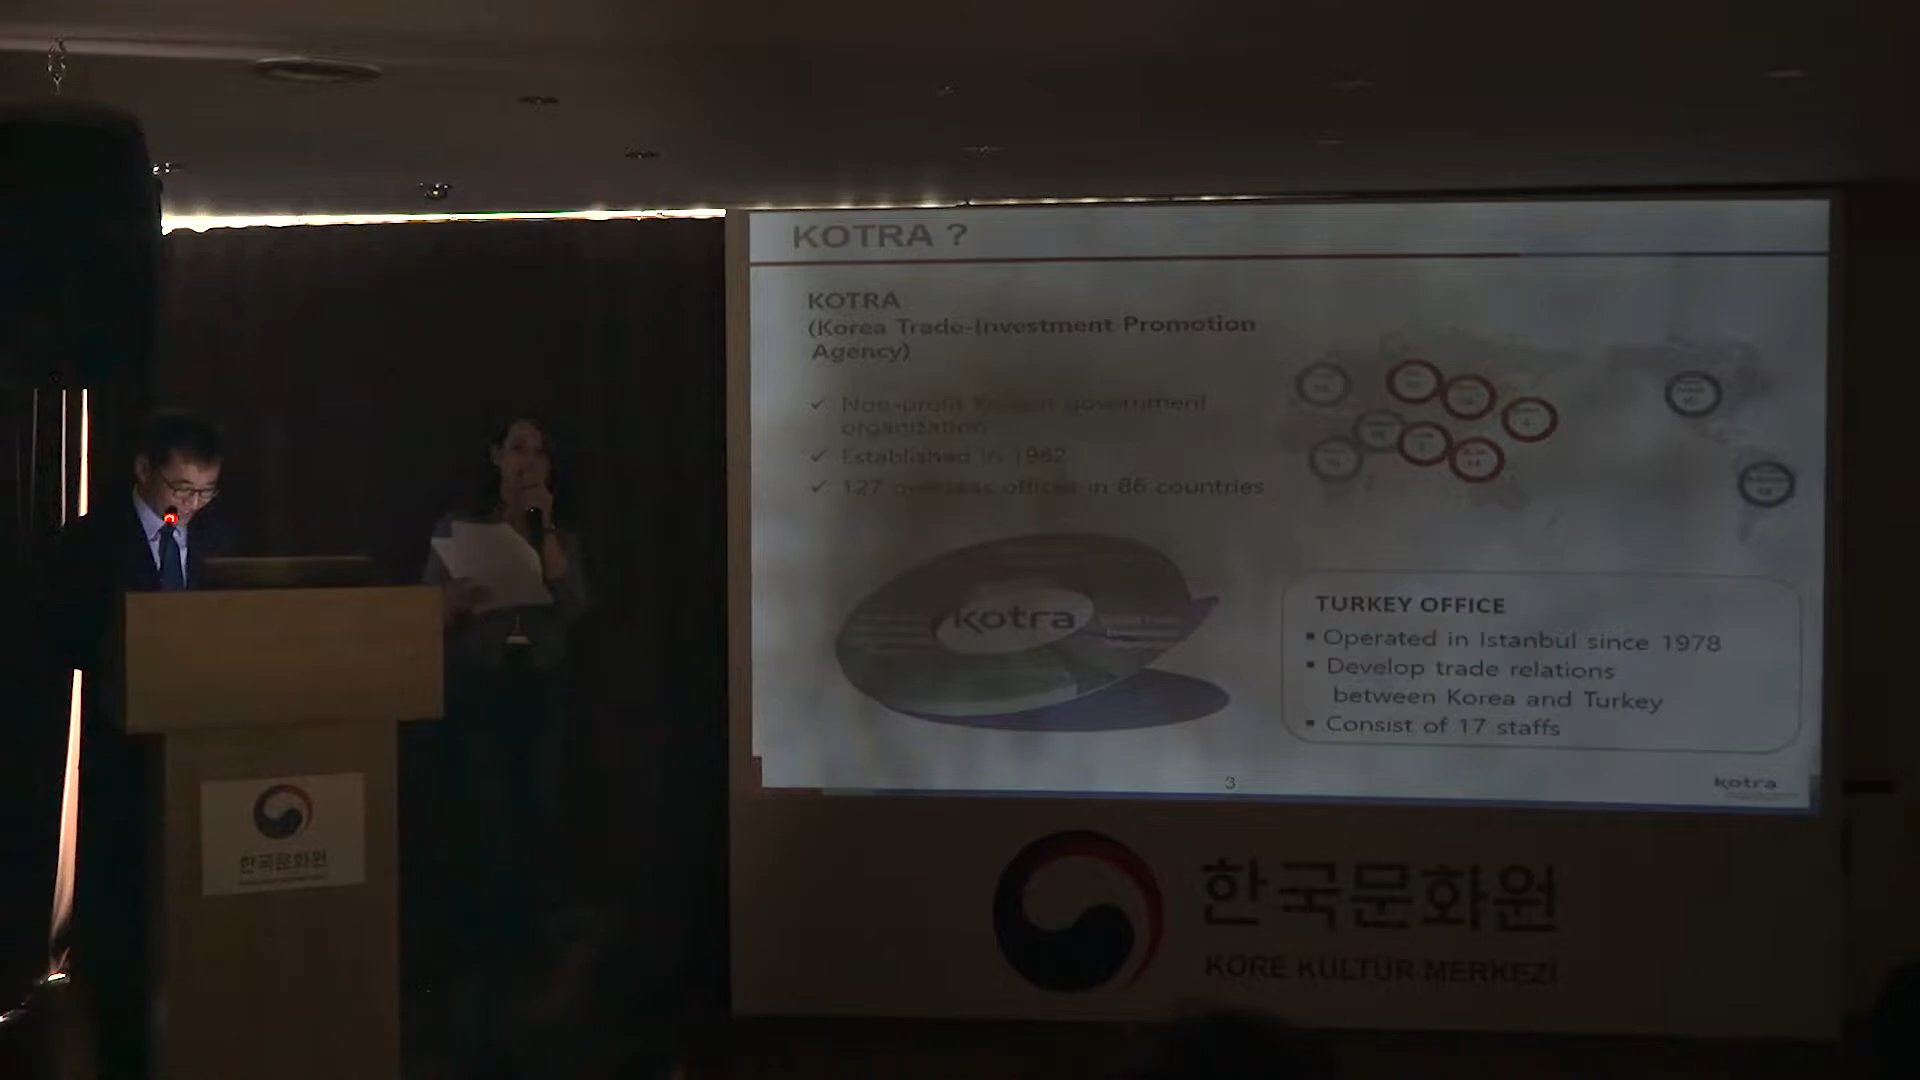 KOTRA ?
KOTRA
(Korea Trade-Investment Promotion
Agency)
✓ Non-profit Korean government
organization
✓ Established in 1962
✓ 127 overseas offices in 86 countries
kotra
TURKEY OFFICE
▪ Operated in Istanbul since 1978
▪ Develop trade relations
between Korea and Turkey
▪ Consist of 17 staffs
3
kotra
한국문화원
한국문화원
KORE KÜLTÜR MERKEZİ